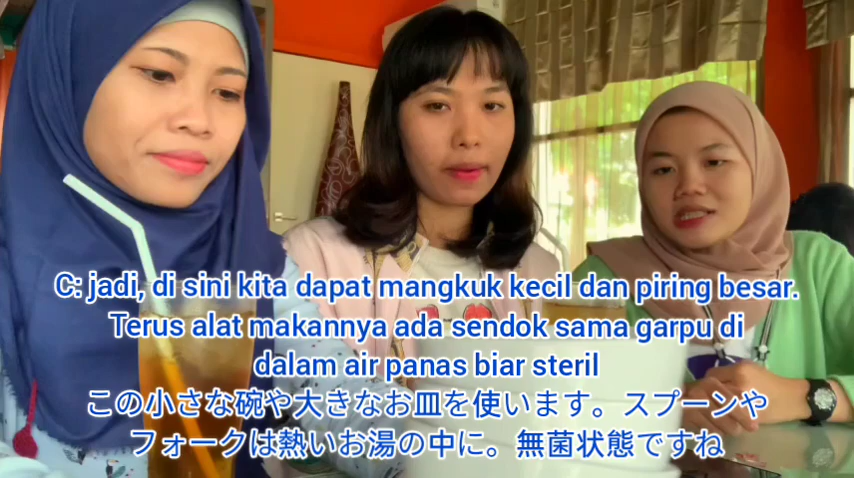 C: jadi, di sini kita dapat mangkuk kecil dan piring besar.
Terus alat makannya ada sendok sama garpu di
dalam air panas biar steril
この小さな碗や大きなお皿を使います。スプーンや
フォークは熱いお湯の中に。無菌状態ですね